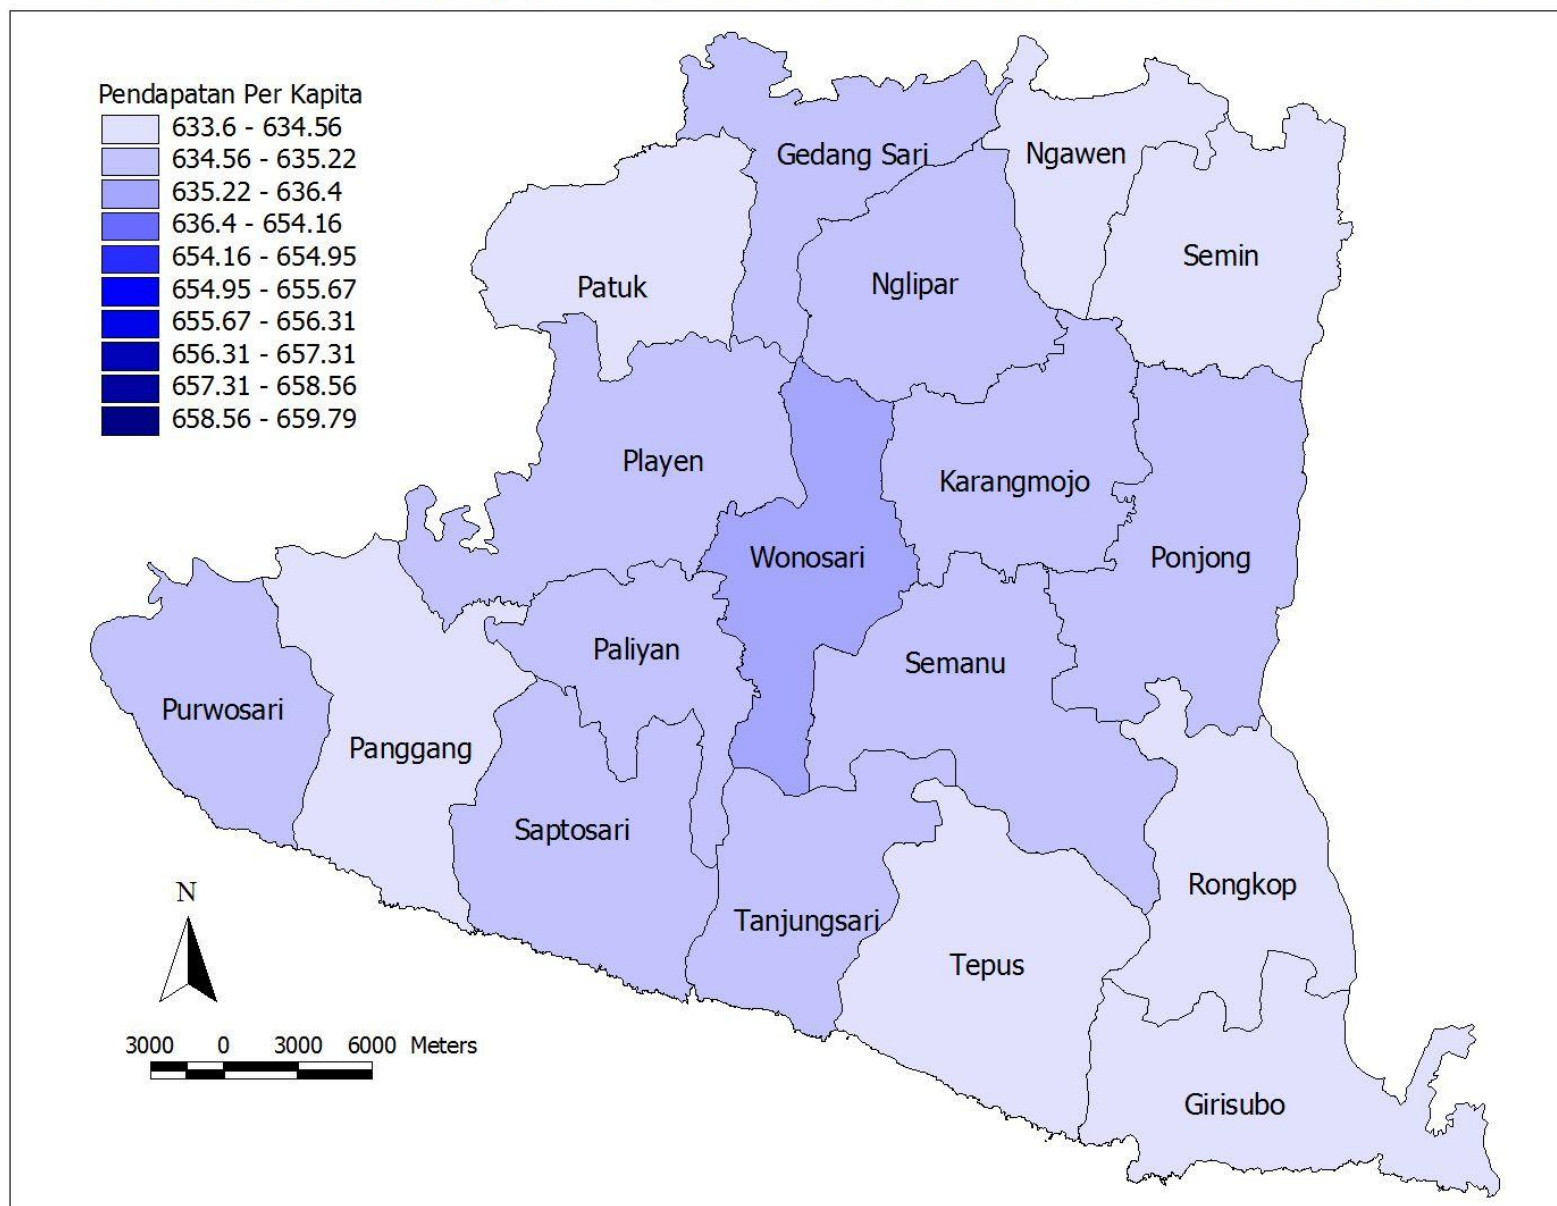 Pendapatan Per Kapita
633.6 - 634.56
634.56 - 635.22
635.22 - 636.4
636.4 - 654.16
654.16 - 654.95
654.95 - 655.67
655.67 - 656.31
656.31 - 657.31
657.31 - 658.56
658.56 - 659.79
Gedang Sari
Ngawen
Semin
Patuk
Nglipar
Playen
Karangmojo
Wonosari
Ponjong
Paliyan
Semanu
Purwosari
Panggang
Saptosari
Rongkop
Tanjungsari
Tepus
Girisubo
N
3000 0 3000 6000 Meters